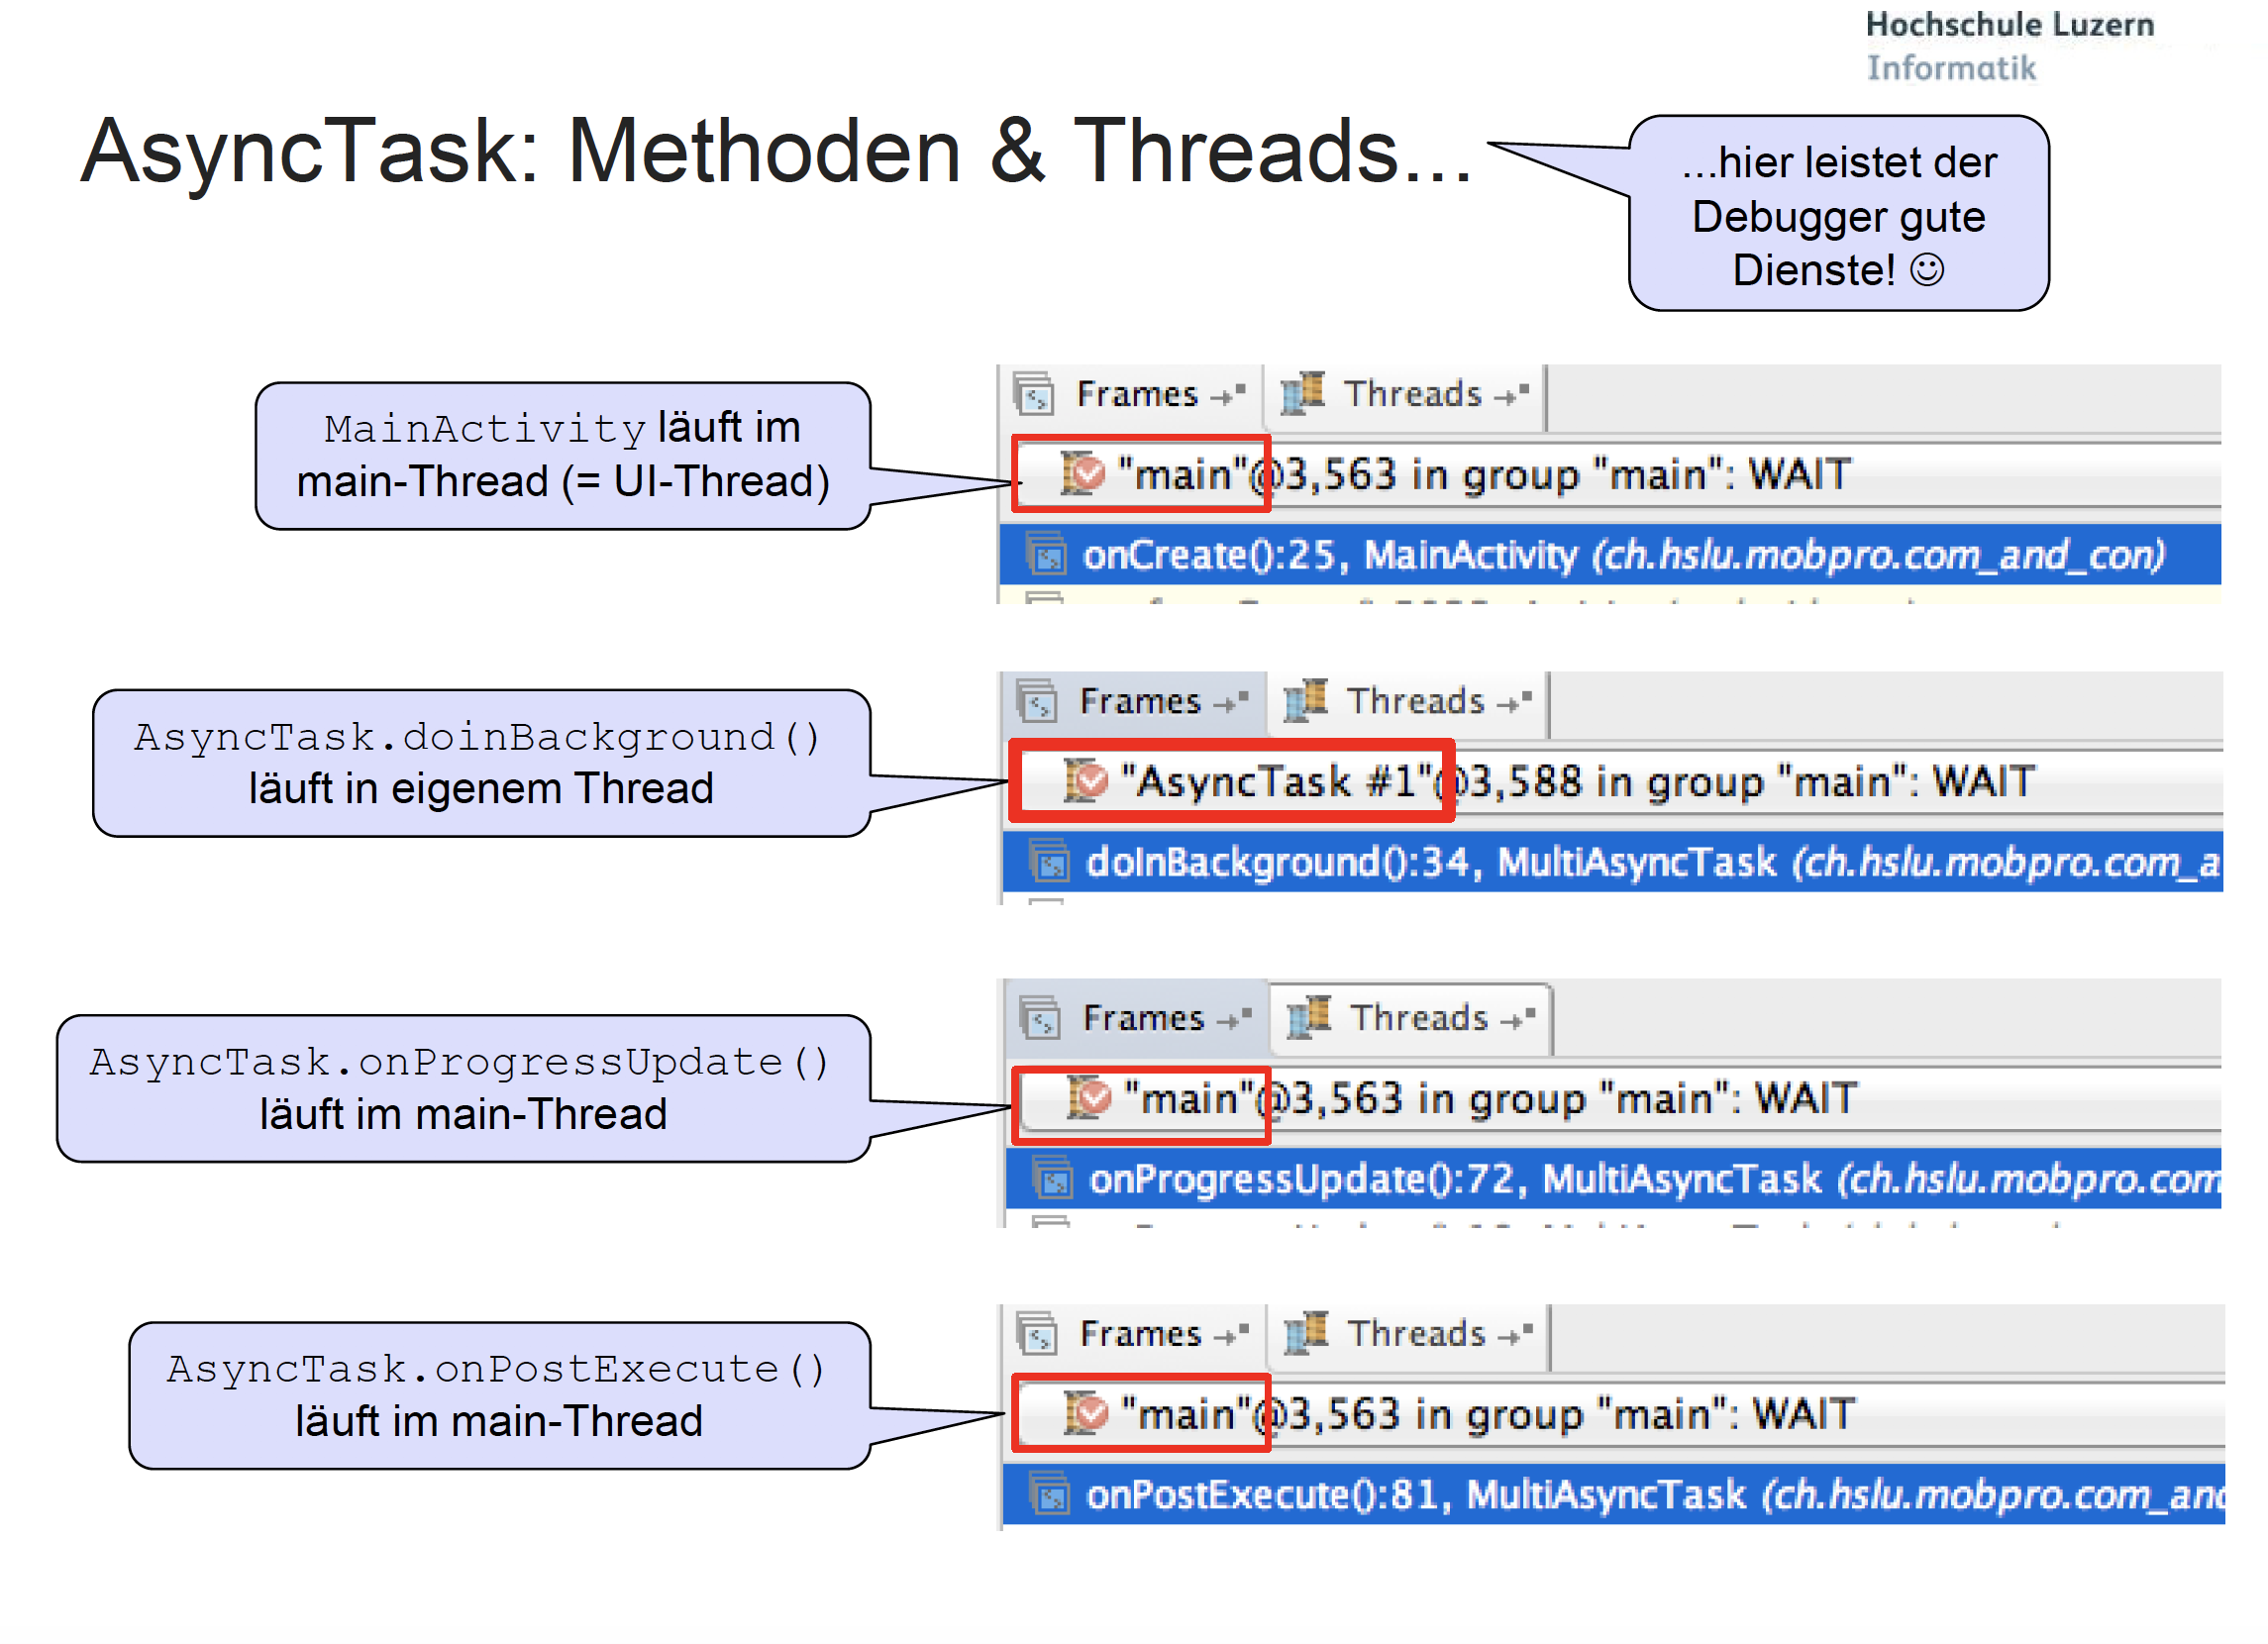 Hochschule Luzern
Informatik
AsyncTask: Methoden & Threads...
...hier leistet der
Debugger gute
Dienste! ☺
MainActivity läuft im
main-Thread (= UI-Thread)
Frames
Threads
"main"@3,563 in group "main": WAIT
onCreate():25, MainActivity (ch.hslu.mobpro.com_and_con)
AsyncTask.doinBackground()
läuft in eigenem Thread
Frames
Threads
"AsyncTask #1"@3,588 in group "main": WAIT
doInBackground():34, MultiAsyncTask (ch.hslu.mobpro.com_a
AsyncTask.onProgressUpdate()
läuft im main-Thread
Frames
Threads
"main"@3,563 in group "main": WAIT
onProgressUpdate():72, MultiAsyncTask (ch.hslu.mobpro.com
AsyncTask.onPostExecute()
läuft im main-Thread
Frames
Threads
"main"@3,563 in group "main": WAIT
onPostExecute():81, MultiAsyncTask (ch.hslu.mobpro.com_and